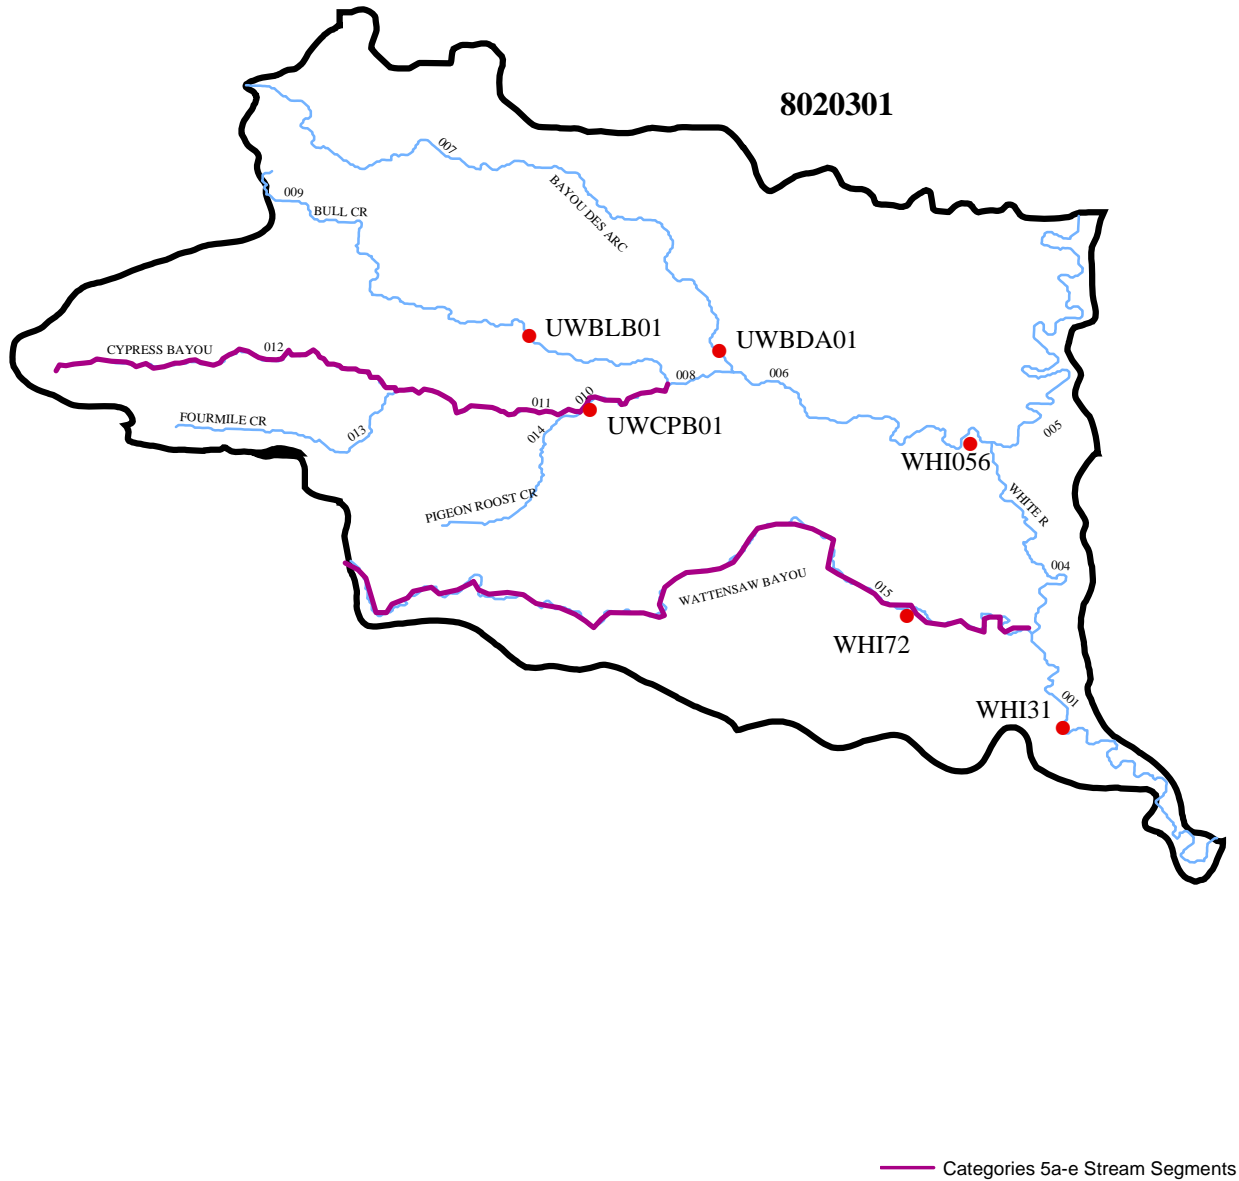 8020301
007
BAYOU DES ARC
009
BULL CR
UWBLB01
UWBDA01
CYPRESS BAYOU
012
008
006
011
010
UWCPB01
FOURMILE CR
013
014
005
WHI056
PIGEON ROOST CR
WHITE R
004
WATTENSAW BAYOU
015
WHI72
001
WHI31
Categories 5a-e Stream Segments